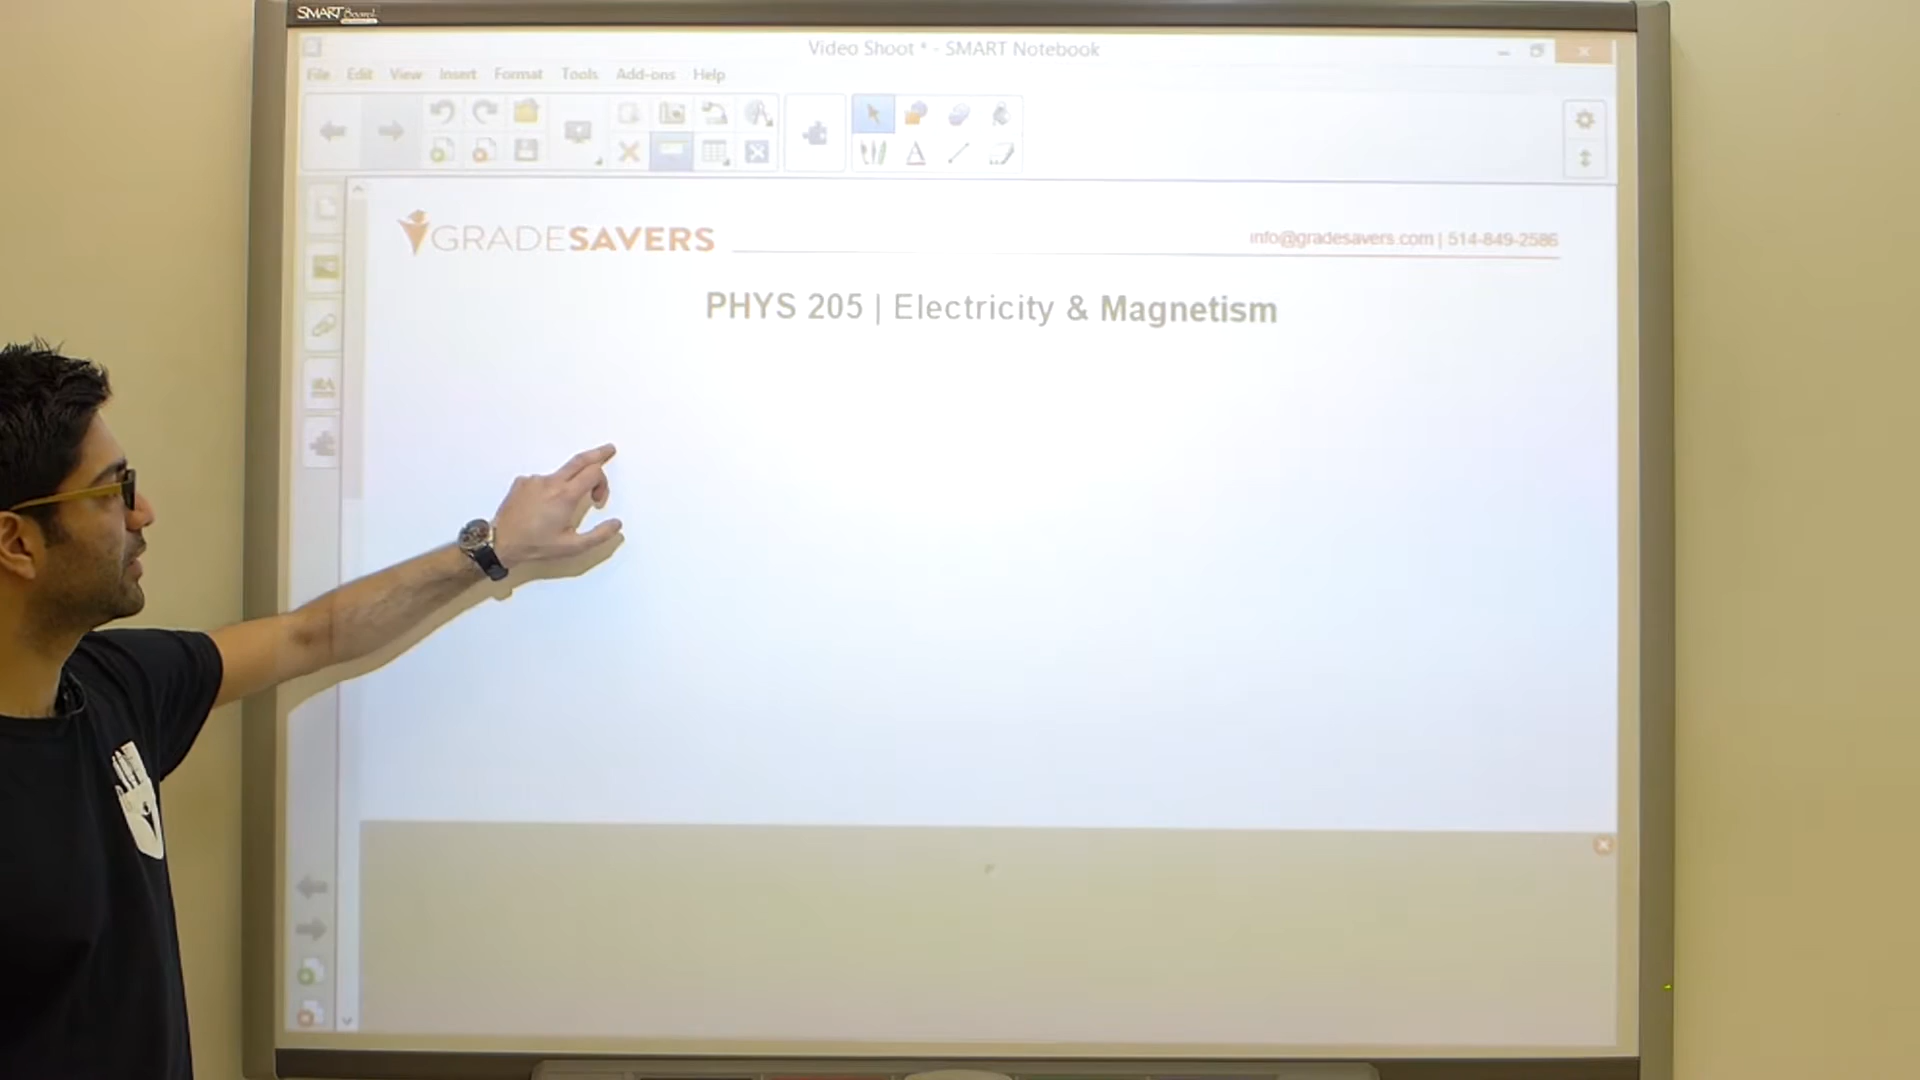 SMART Board
Video Shoot * - SMART Notebook
File Edit View Insert Format Tools Add-ons Help
GRADESAVERS
info@gradesavers.com | 514-849-2586
PHYS 205 | Electricity & Magnetism